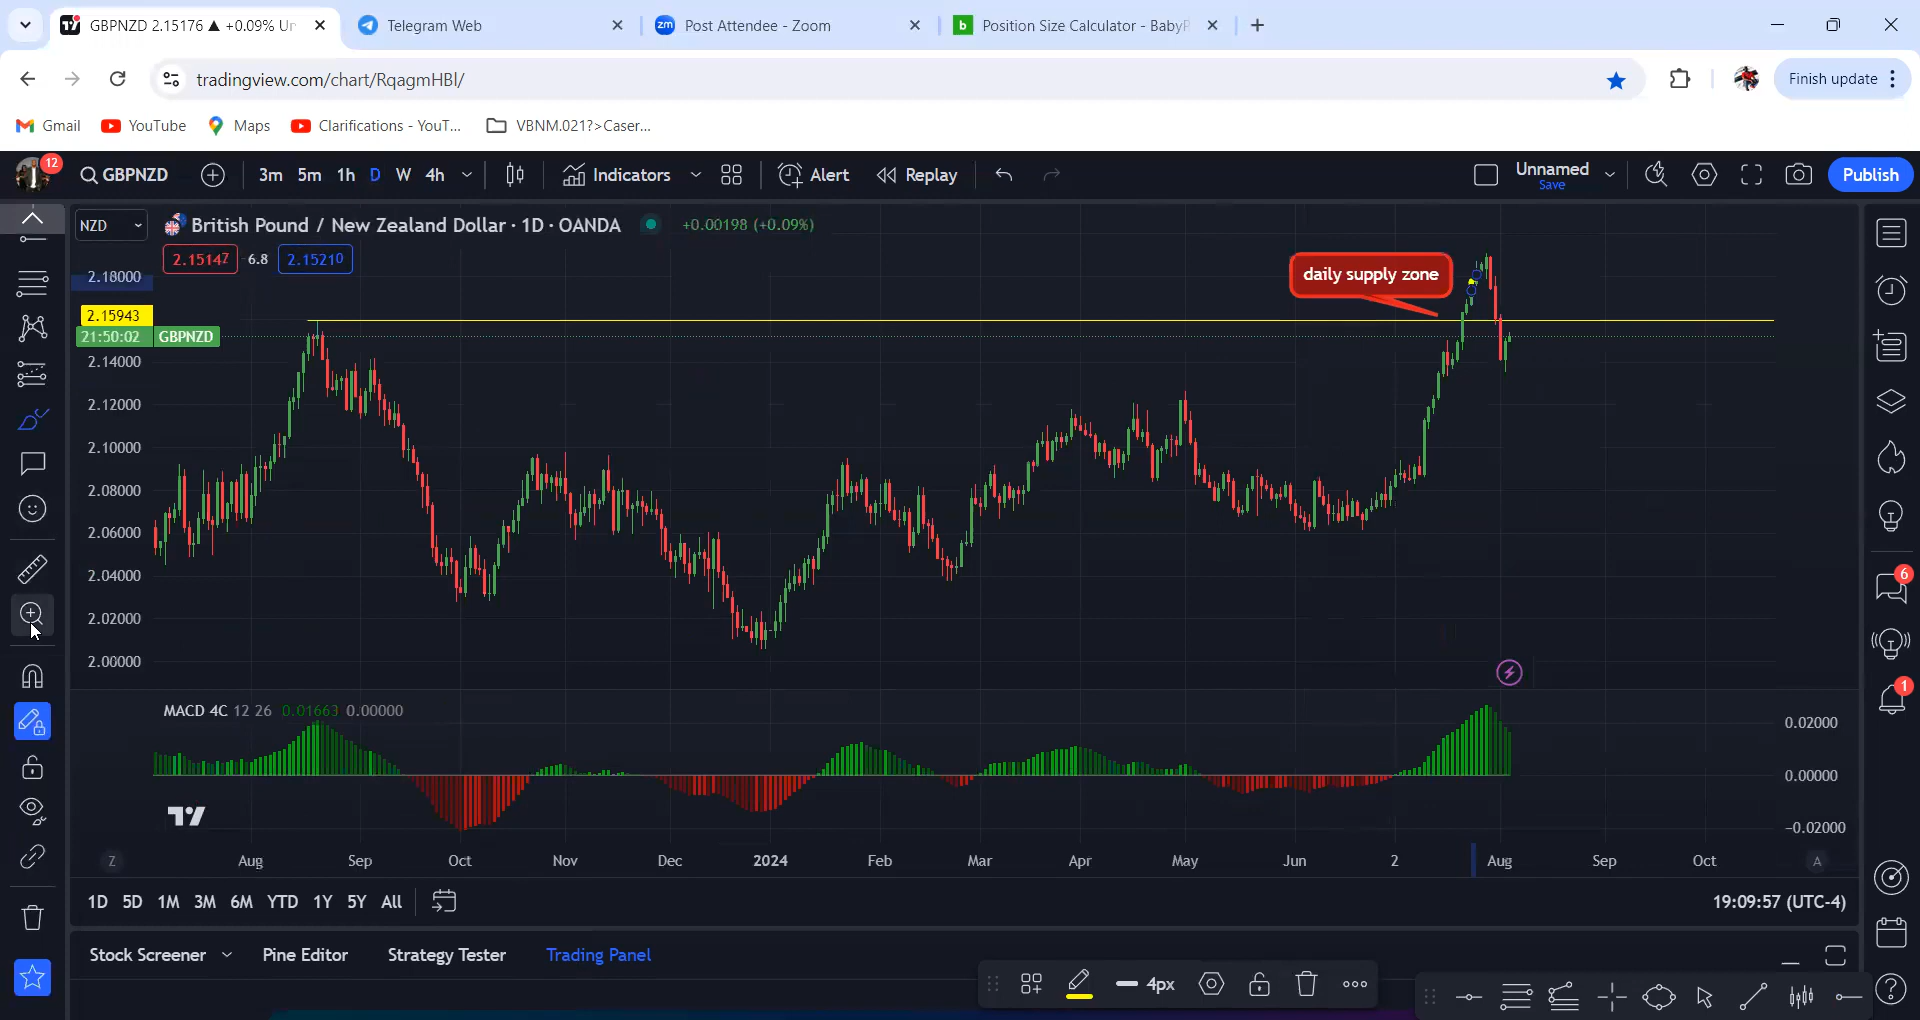 GBPNZD 2.15176 ▲ +0.09% Un
Telegram Web
zm
Post Attendee - Zoom
b
Position Size Calculator - BabyP
tradingview.com/chart/RqagmHBl/
Finish update
Gmail
YouTube
Maps
Clarifications - YouT...
VBNM.021?>Caser...
12
GBPNZD
3m 5m 1h D W 4h
Indicators
Alert
Replay
Unnamed
Save
Publish
NZD
British Pound / New Zealand Dollar · 1D · OANDA
+0.00198 (+0.09%)
2.15147
6.8
2.15210
daily supply zone
2.18000
2.15943
21:50:02 GBPNZD
2.14000
2.12000
2.10000
2.08000
2.06000
2.04000
2.02000
2.00000
6
1
MACD 4C 12 26 0.01663 0.00000
0.02000
0.00000
−0.02000
Z
Aug Sep Oct Nov Dec 2024 Feb Mar Apr May Jun 2 Aug Sep Oct
A
1D 5D 1M 3M 6M YTD 1Y 5Y All
19:09:57 (UTC-4)
Stock Screener
Pine Editor
Strategy Tester
Trading Panel
4px